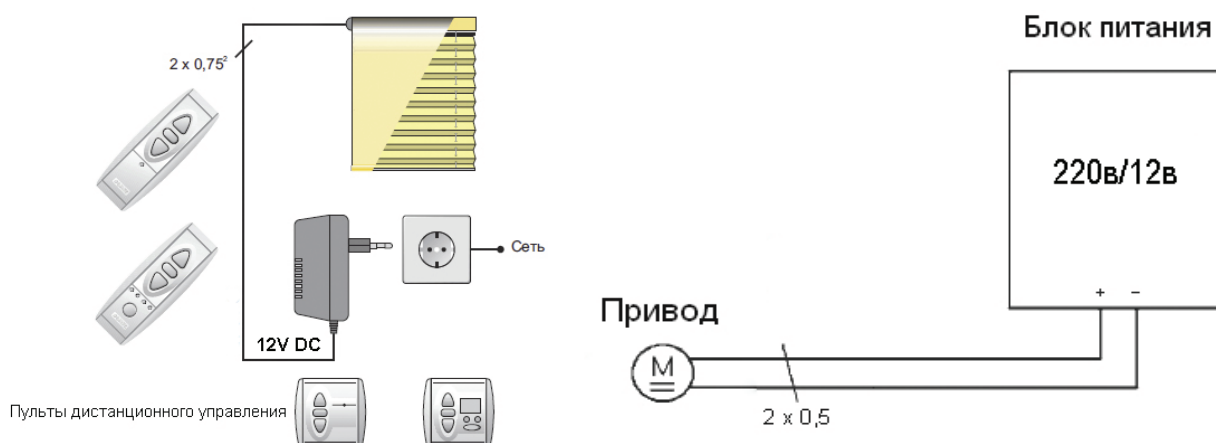 2 x 0,75²
Сеть
12V DC
Пульты дистанционного управления
Блок питания
220в/12в
+ −
Привод
M
2 x 0,5